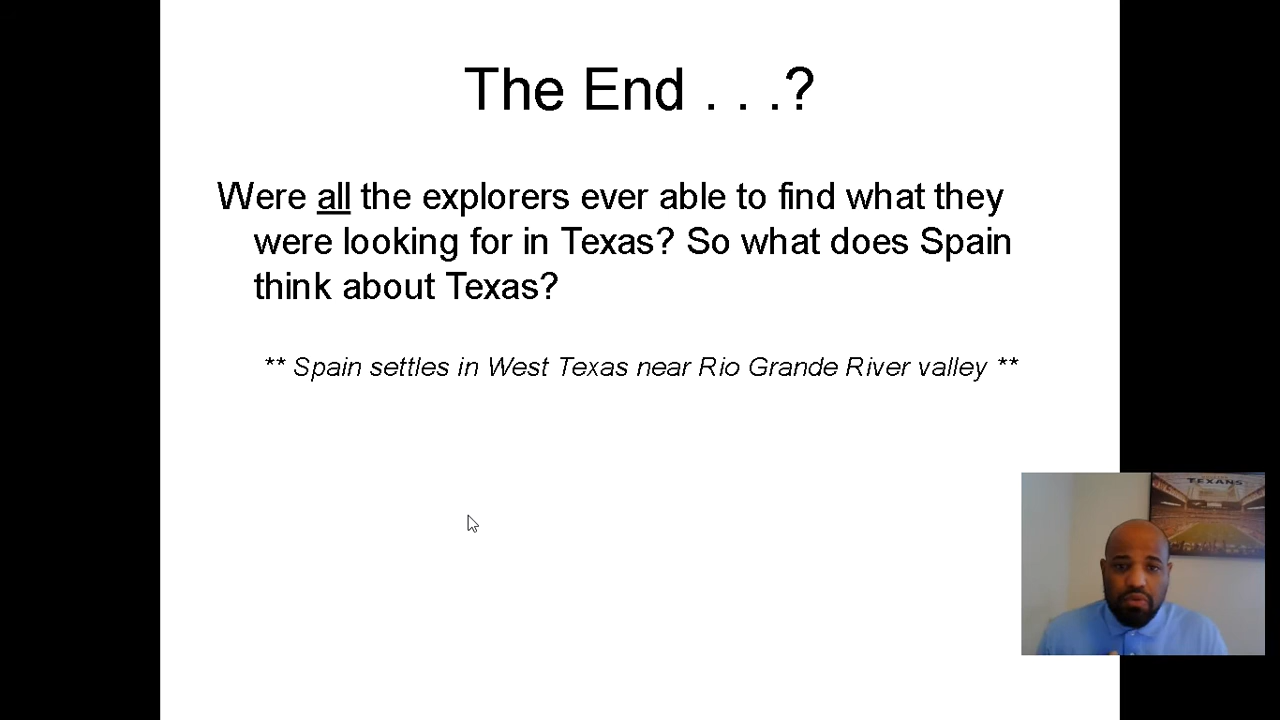 The End . . .?
Were all the explorers ever able to find what they
were looking for in Texas? So what does Spain
think about Texas?
** Spain settles in West Texas near Rio Grande River valley **
TEXANS